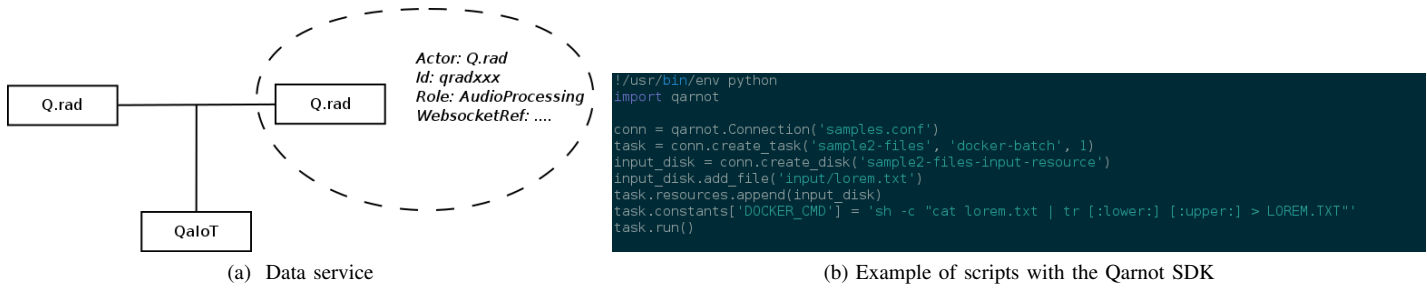 Q.rad
Q.rad
Actor: Q.rad
Id: qradxxx
Role: AudioProcessing
WebsocketRef: ....
QaIoT
(a) Data service
!/usr/bin/env python
import qarnot
conn = qarnot.Connection('samples.conf')
task = conn.create_task('sample2-files', 'docker-batch', 1)
input_disk = conn.create_disk('sample2-files-input-resource')
input_disk.add_file('input/lorem.txt')
task.resources.append(input_disk)
task.constants['DOCKER_CMD'] = 'sh -c "cat lorem.txt | tr [:lower:] [:upper:] > LOREM.TXT"'
task.run()
(b) Example of scripts with the Qarnot SDK